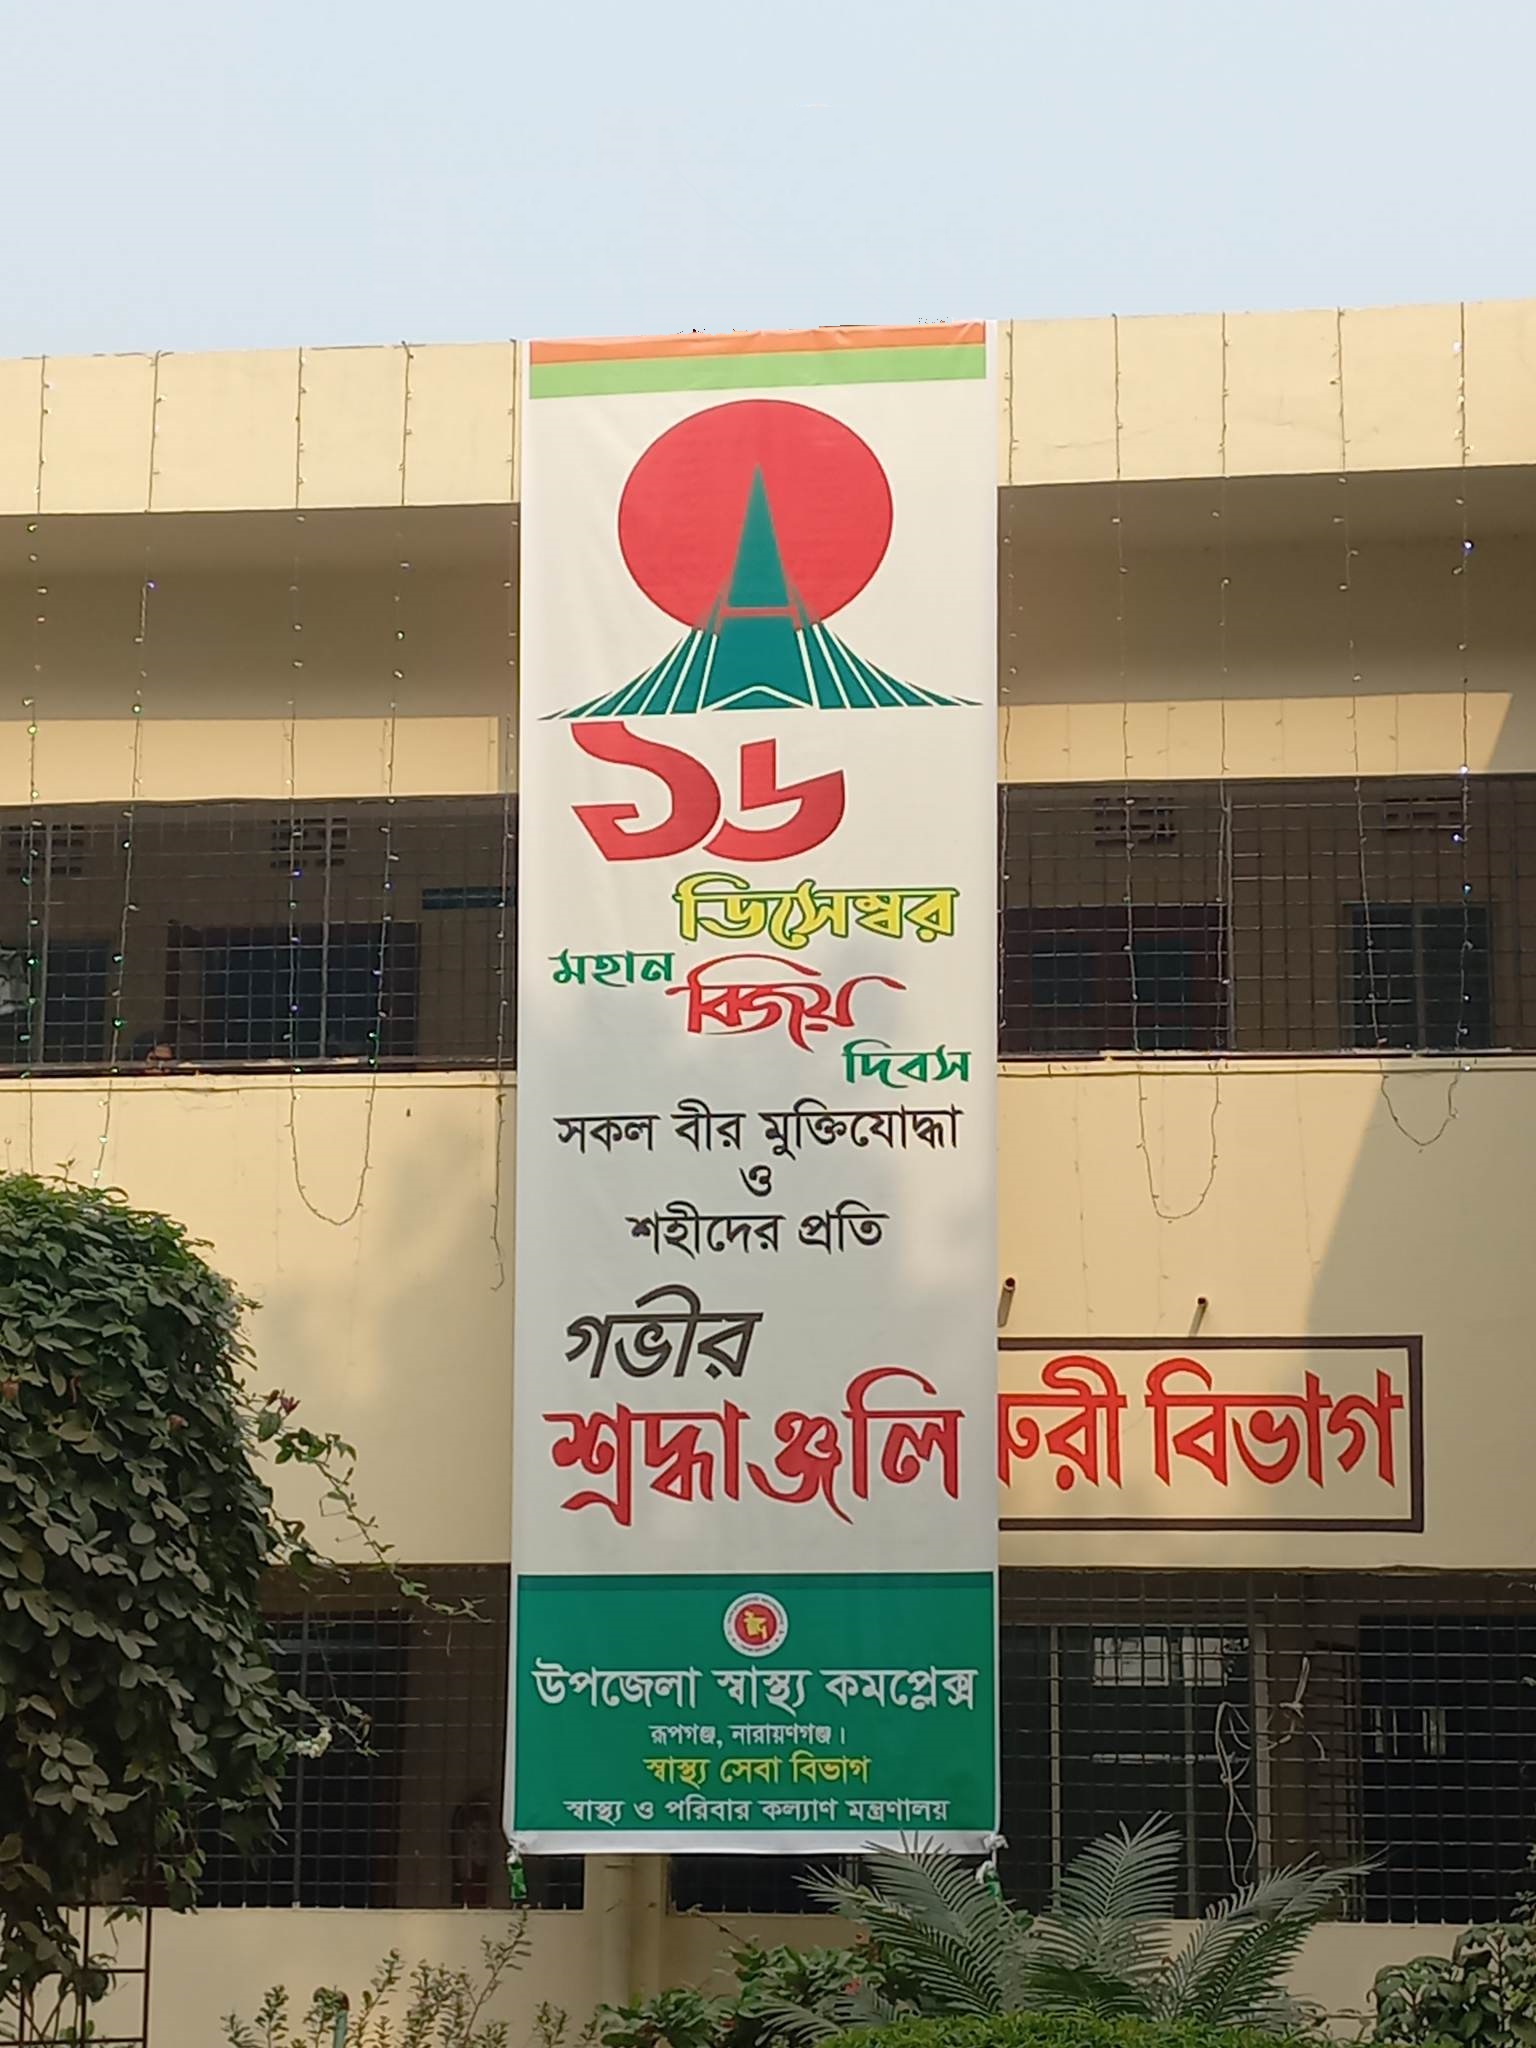 ১৬
ডিসেম্বর
মহান
বিজয়
দিবস
সকল বীর মুক্তিযোদ্ধা
ও
শহীদের প্রতি
গভীর
শ্রদ্ধাঞ্জলি
রুরী বিভাগ
উপজেলা স্বাস্থ্য কমপ্লেক্স
রূপগঞ্জ, নারায়ণগঞ্জ।
স্বাস্থ্য সেবা বিভাগ
স্বাস্থ্য ও পরিবার কল্যাণ মন্ত্রণালয়